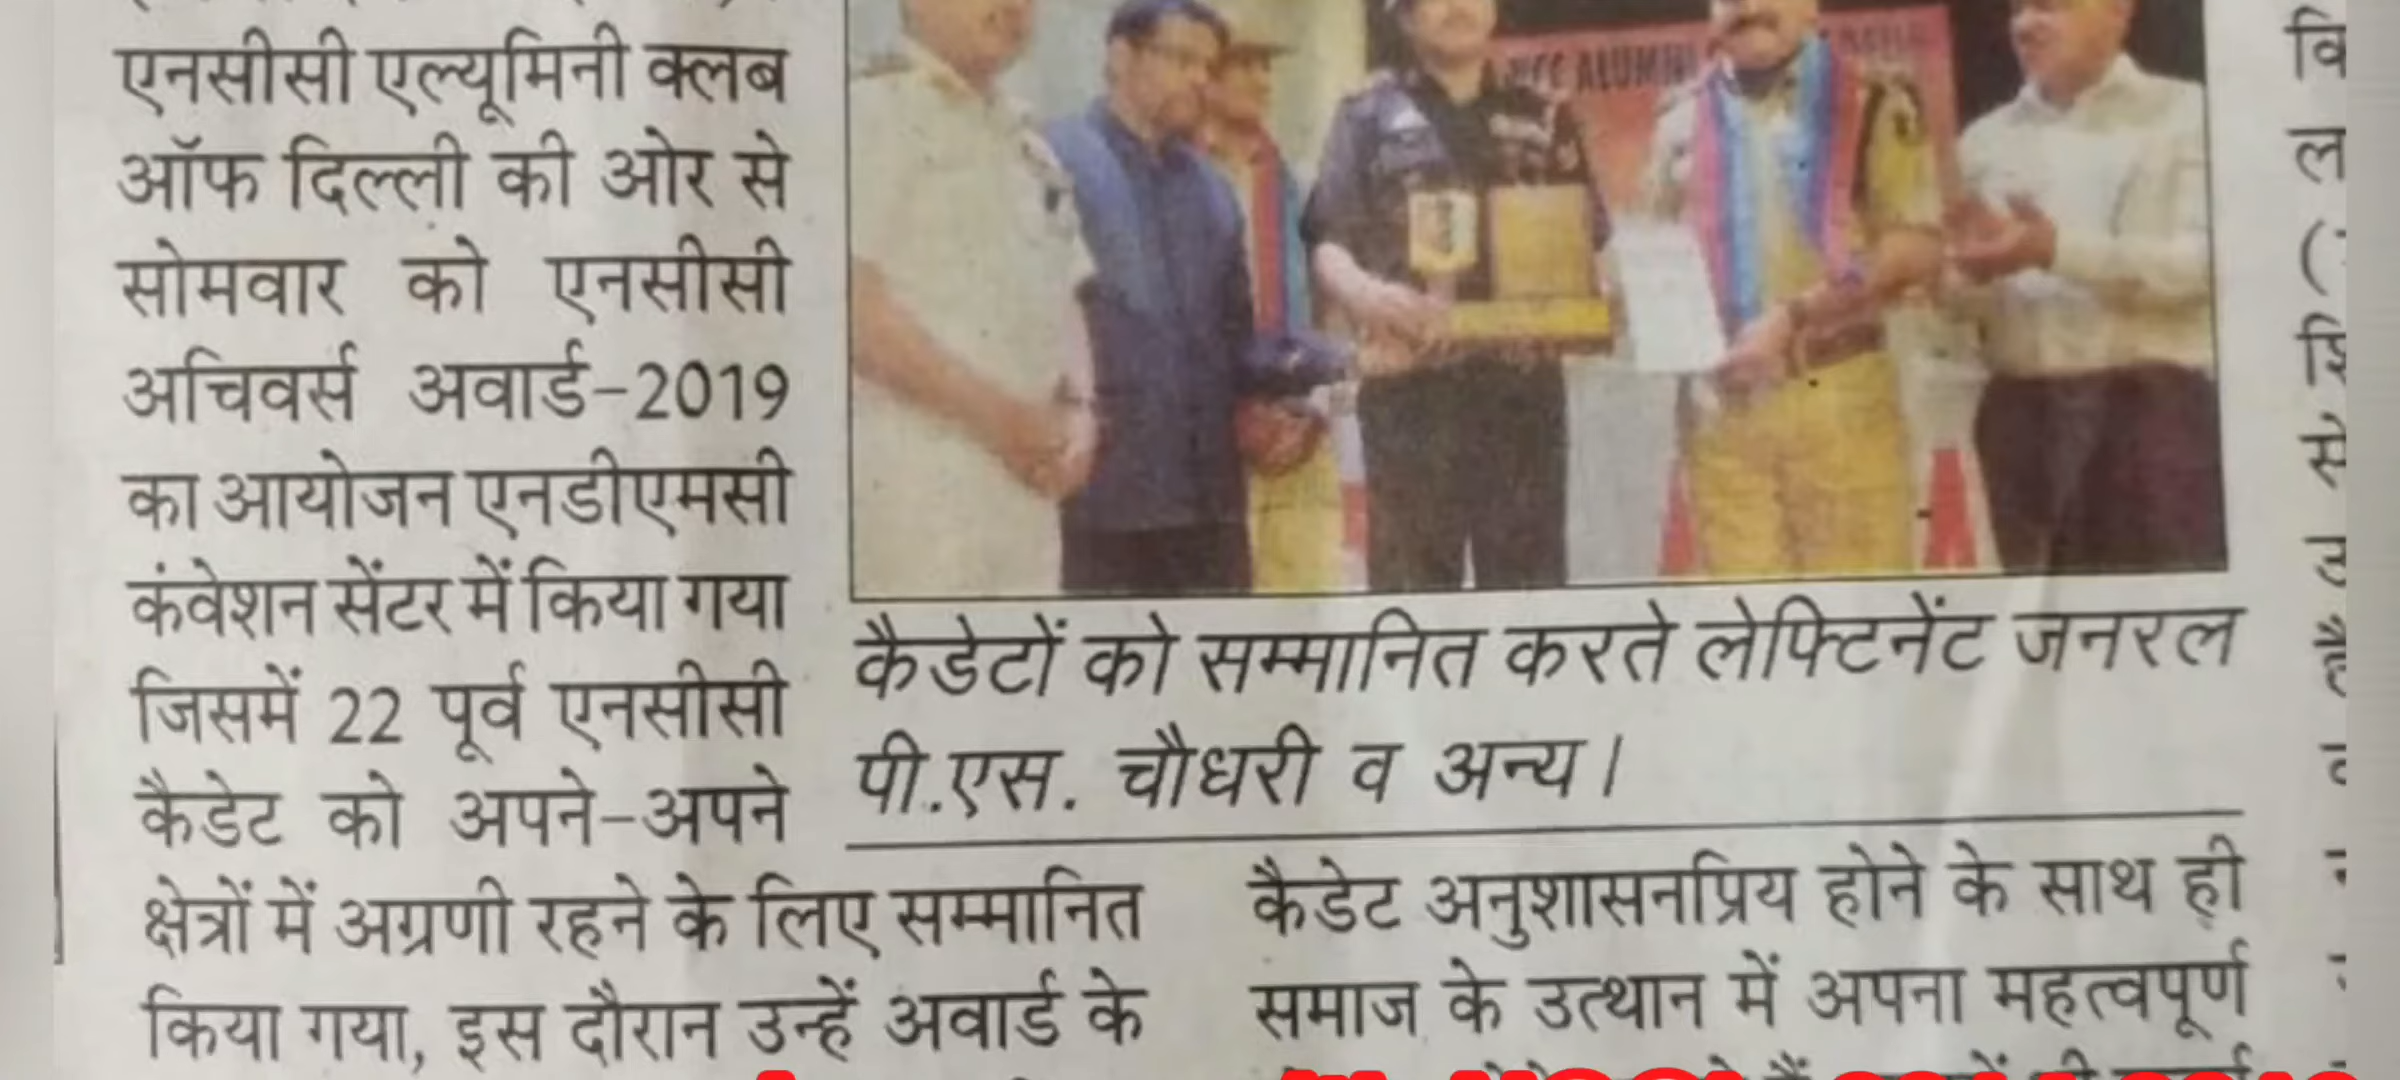 एनसीसी एल्यूमिनी क्लब
ऑफ दिल्ली की ओर से
सोमवार को एनसीसी
अचिवर्स अवार्ड-2019
का आयोजन एनडीएमसी
कंवेशन सेंटर में किया गया
जिसमें 22 पूर्व एनसीसी
कैडेट को अपने-अपने
क्षेत्रों में अग्रणी रहने के लिए सम्मानित
किया गया, इस दौरान उन्हें अवार्ड के
NCC ALUMNI
कैडेटों को सम्मानित करते लेफ्टिनेंट जनरल
पी.एस. चौधरी व अन्य।
कैडेट अनुशासनप्रिय होने के साथ ही
समाज के उत्थान में अपना महत्वपूर्ण